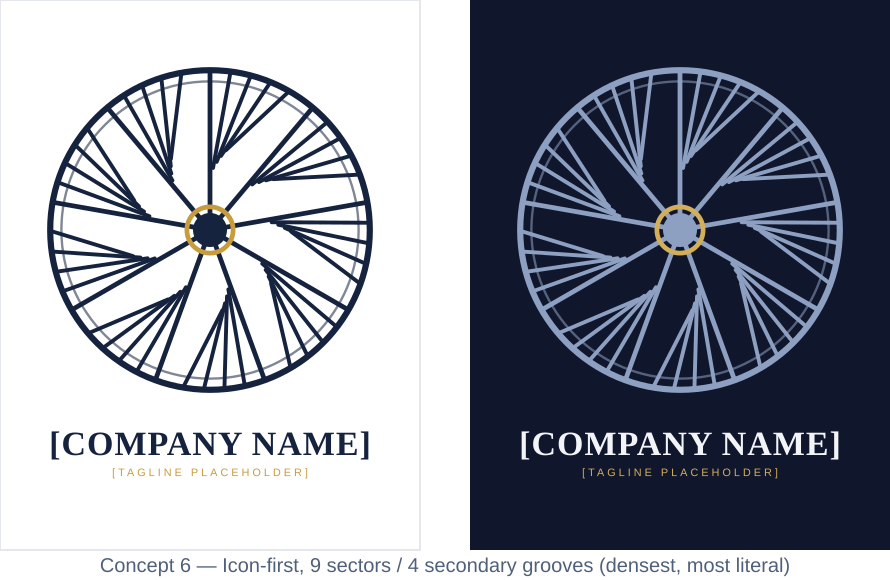 [COMPANY NAME]
[TAGLINE PLACEHOLDER]
[COMPANY NAME]
[TAGLINE PLACEHOLDER]
Concept 6 — Icon-first, 9 sectors / 4 secondary grooves (densest, most literal)